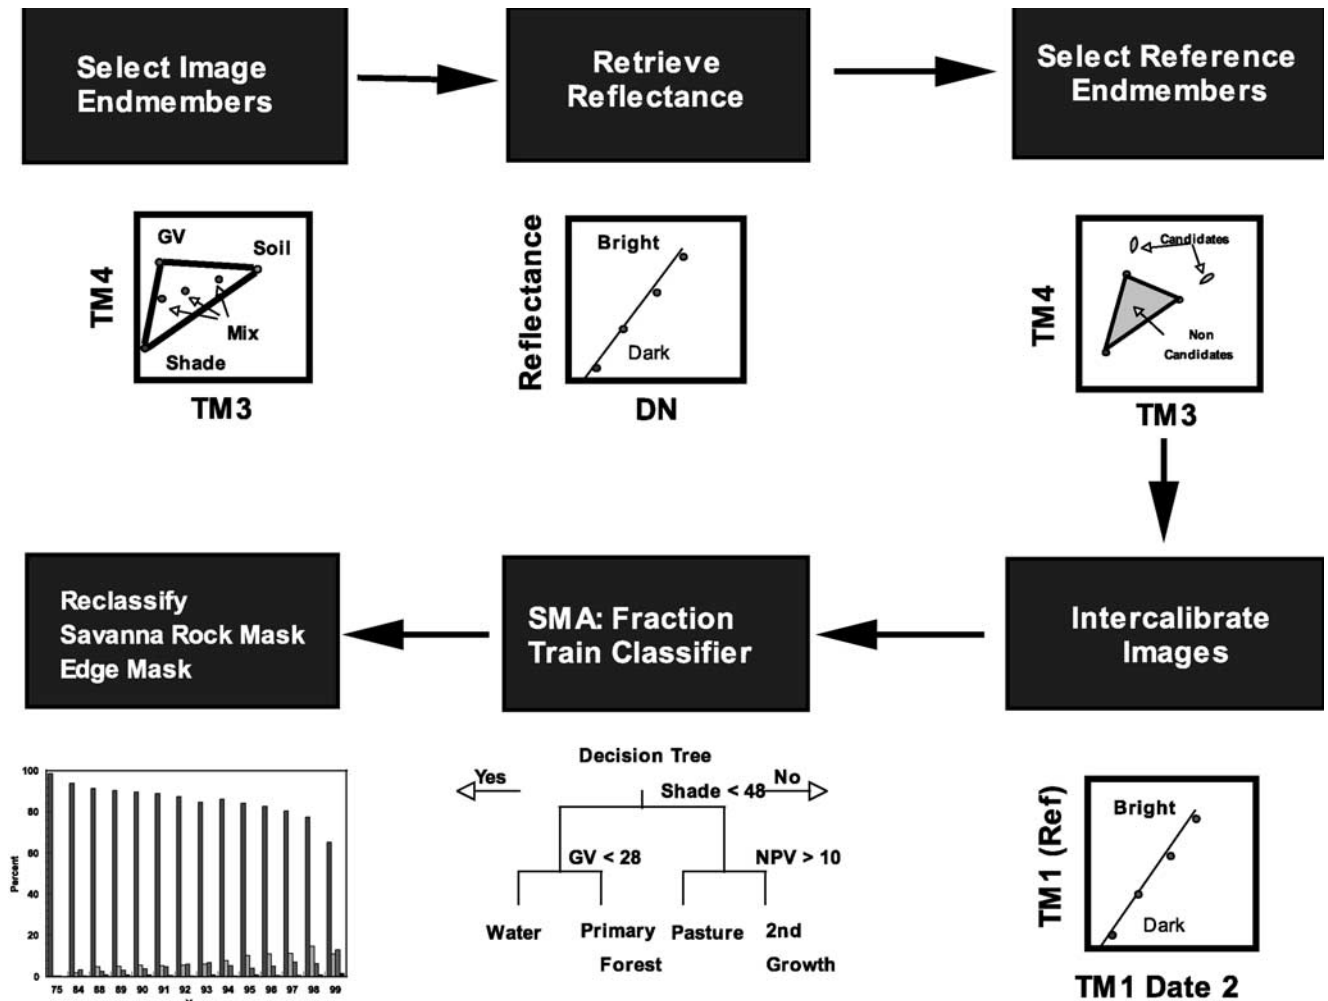 Select Image
Endmembers
Retrieve
Reflectance
Select Reference
Endmembers
GV
Soil
Mix
Shade
TM4
TM3
Reflectance
Bright
Dark
DN
Candidates
Non
Candidates
TM4
TM3
Reclassify
Savanna Rock Mask
Edge Mask
SMA: Fraction
Train Classifier
Intercalibrate
Images
Percent
100
80
60
40
20
0
75 84 88 89 90 91 92 93 94 95 96 97 98 99
Decision Tree
Yes
No
Shade < 48
GV < 28
NPV > 10
Water
Primary
Forest
Pasture
2nd
Growth
TM1 (Ref)
Bright
Dark
TM1 Date 2